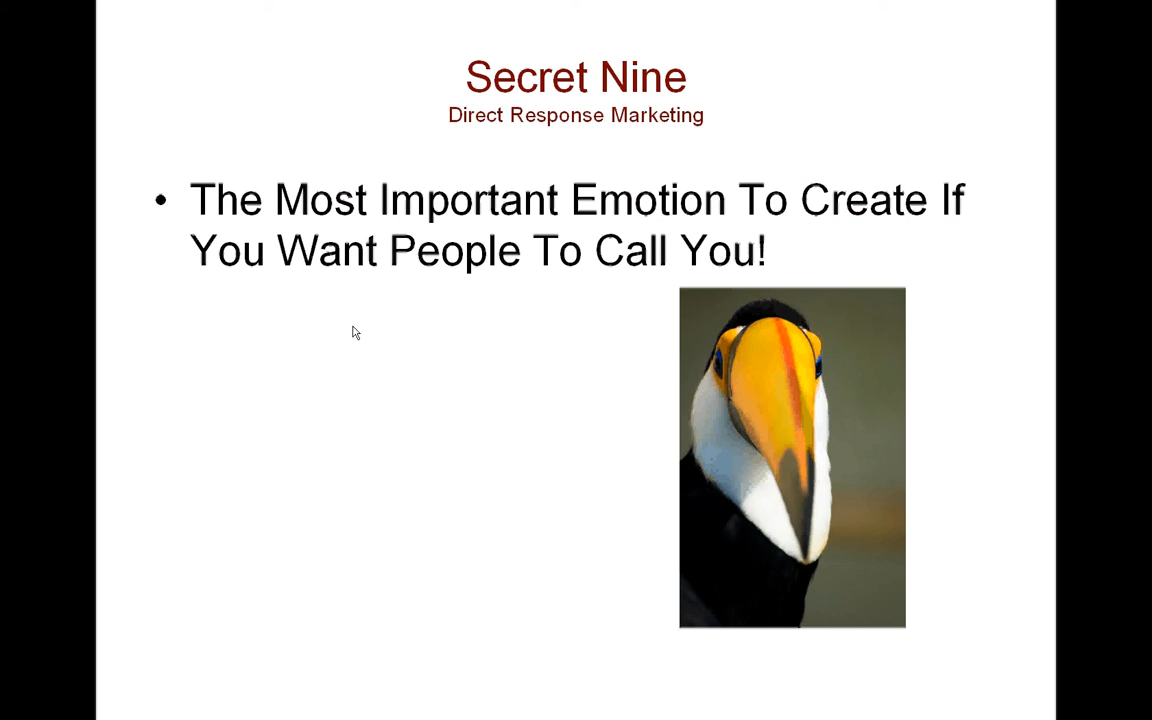 Secret Nine
Direct Response Marketing
• The Most Important Emotion To Create If
You Want People To Call You!